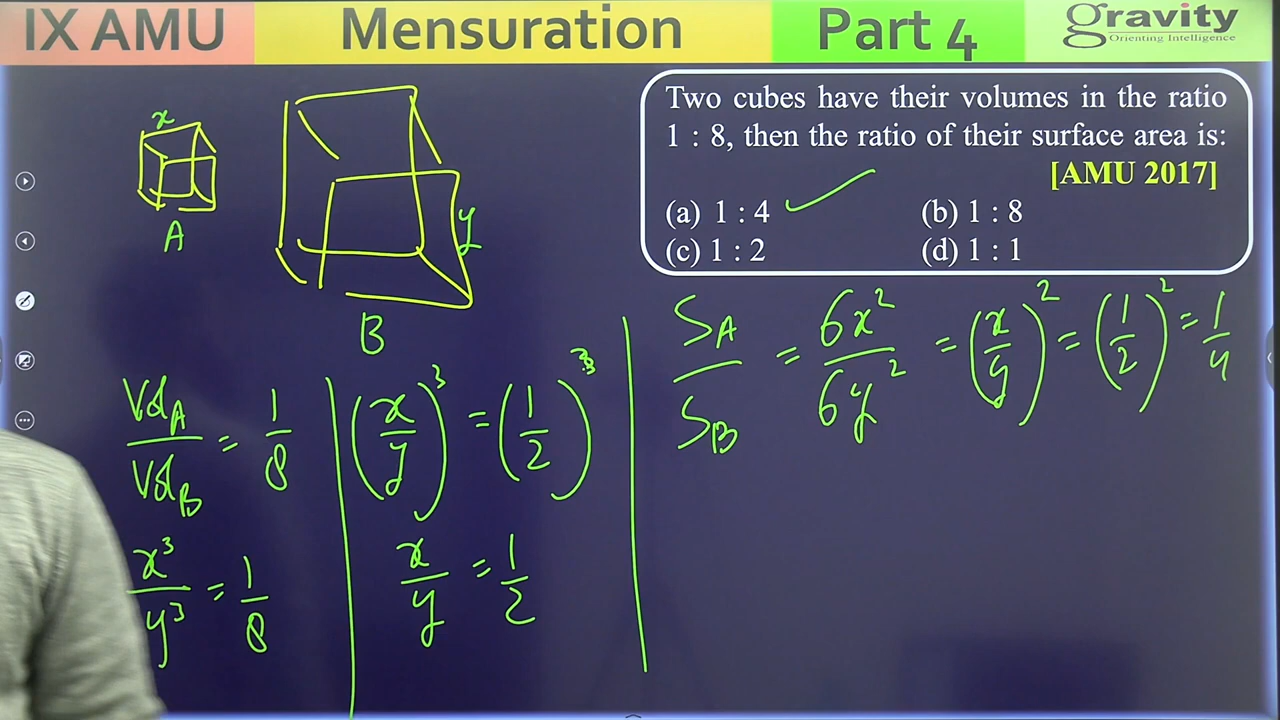 IX AMU
Mensuration
Part 4
gravity
Orienting Intelligence
Two cubes have their volumes in the ratio
1 : 8, then the ratio of their surface area is:
[AMU 2017]
(a) 1 : 4 ✓ (b) 1 : 8
(c) 1 : 2 (d) 1 : 1
x
A
y
B
Vol_A / Vol_B = 1/8
x³/y³ = 1/8
(x/y)³ = (1/2)³
x/y = 1/2
S_A / S_B = 6x² / 6y² = (x/y)² = (1/2)² = 1/4